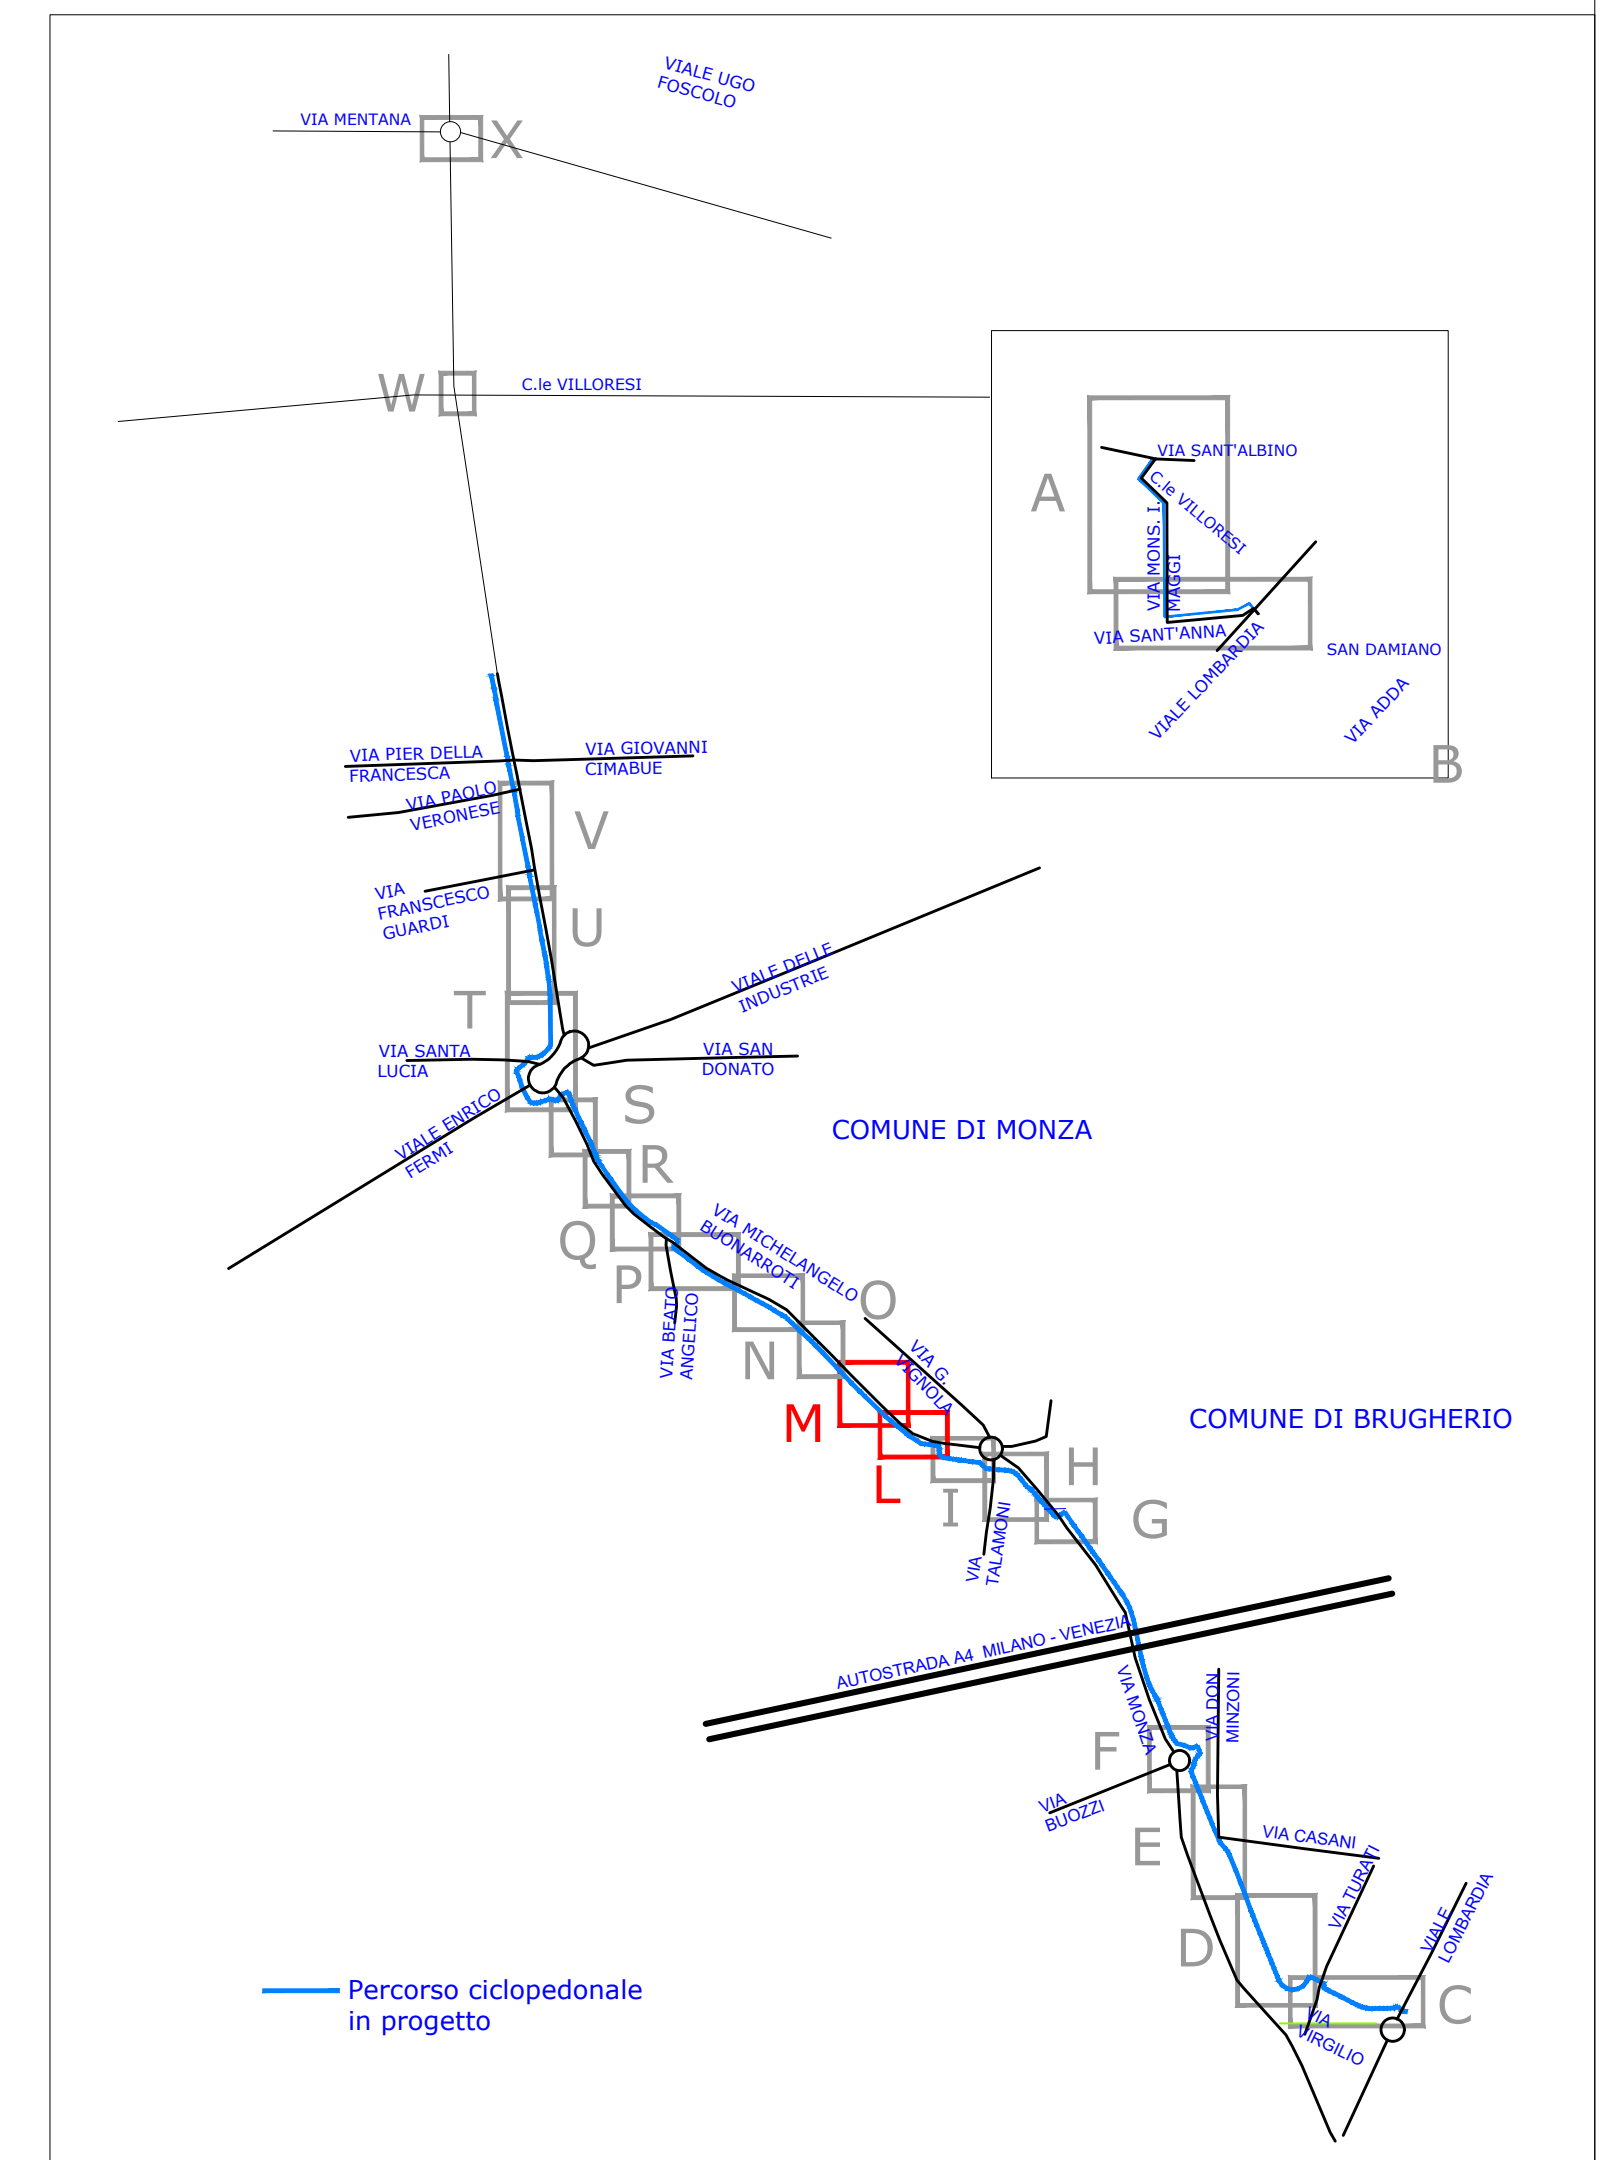 VIALE UGO
FOSCOLO
VIA MENTANA
X
W
C.le VILLORESI
A
VIA SANT'ALBINO
C.le VILLORESI
VIA MONS. I.
MAGGI
VIA SANT'ANNA
VIALE LOMBARDIA
SAN DAMIANO
VIA ADDA
B
VIA PIER DELLA
FRANCESCA
VIA GIOVANNI
CIMABUE
VIA PAOLO
VERONESE
V
VIA
FRANSCESCO
GUARDI
U
VIALE DELLE
INDUSTRIE
T
VIA SANTA
LUCIA
VIA SAN
DONATO
VIALE ENRICO
FERMI
S
COMUNE DI MONZA
R
VIA MICHELANGELO
BUONARROTI
Q
P
O
VIA BEATO
ANGELICO
N
VIA G.
VIGNOLA
M
COMUNE DI BRUGHERIO
L
I
H
G
VIA
TALAMONI
AUTOSTRADA A4 MILANO - VENEZIA
VIA MONZA
VIA DON
MINZONI
F
VIA
BUOZZI
E
VIA CASANI
VIA TURATI
VIALE
LOMBARDIA
D
C
VIA
VIRGILIO
Percorso ciclopedonale
in progetto